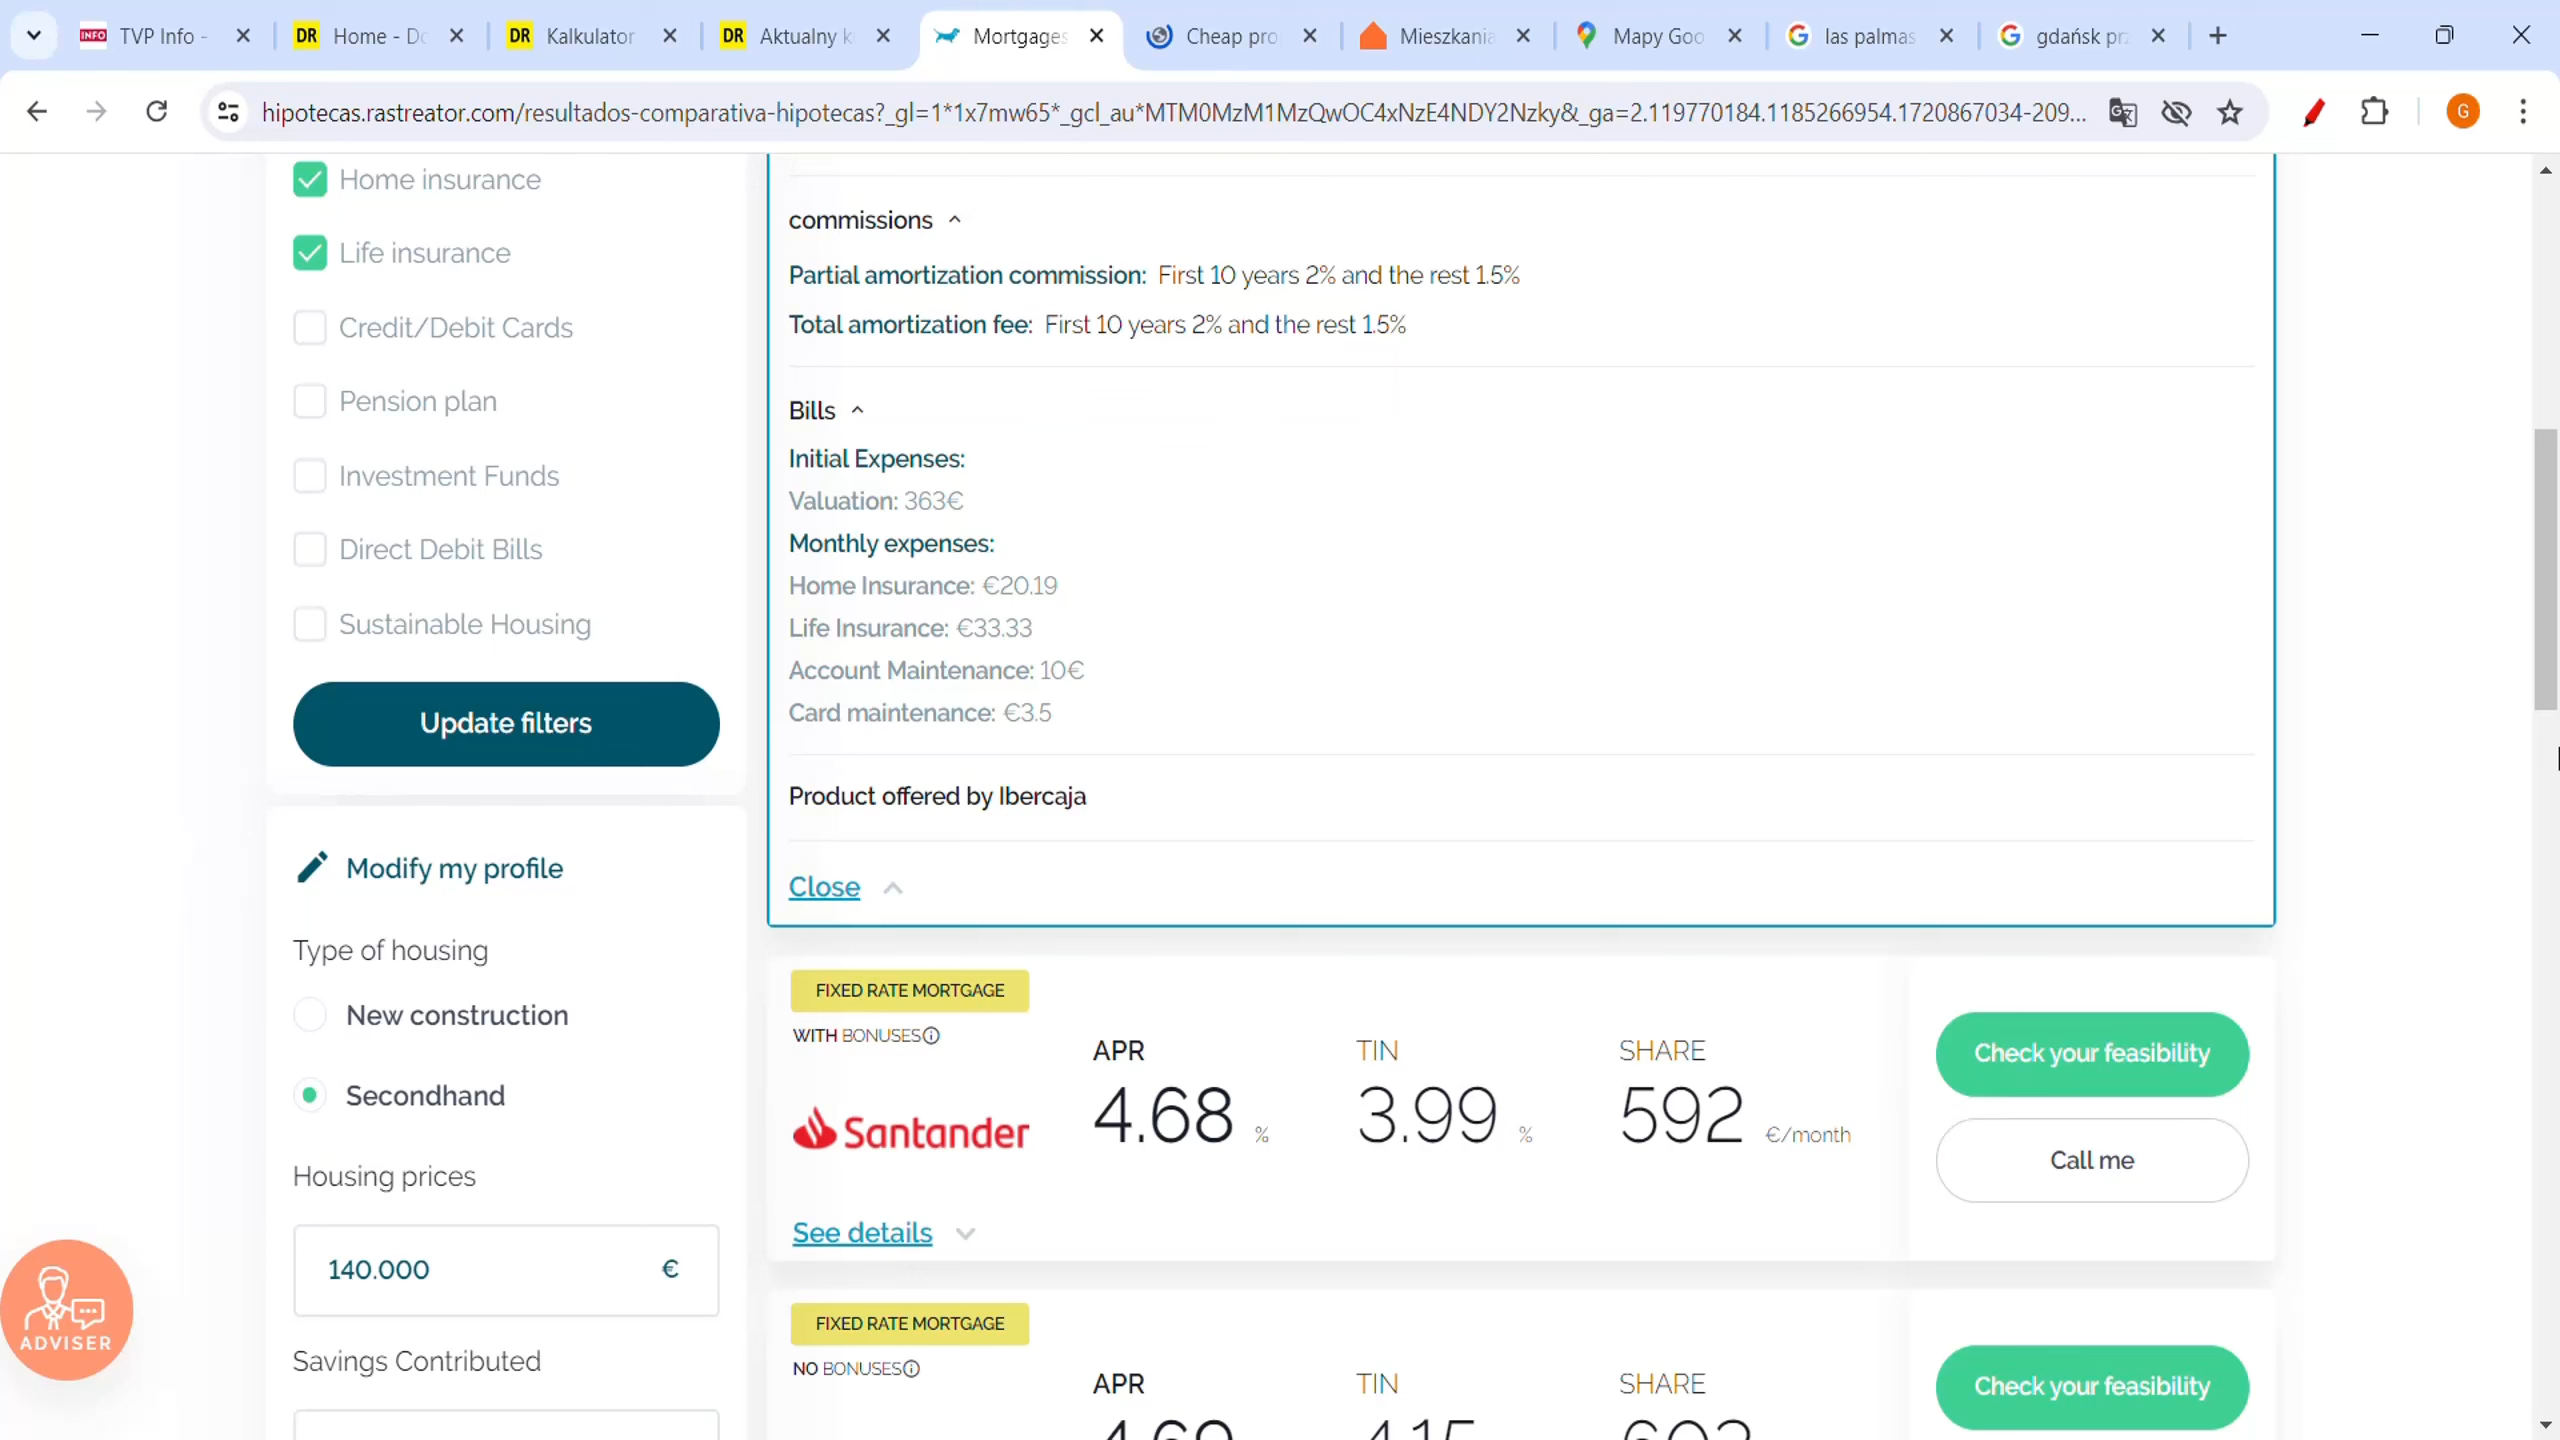 TVP Info -
DR Home - Do
DR Kalkulator
DR Aktualny k
Mortgages
Cheap pro
Mieszkania
Mapy Goo
las palmas
gdańsk prz
hipotecas.rastreator.com/resultados-comparativa-hipotecas?_gl=1*1x7mw65*_gcl_au*MTM0MzM1MzQwOC4xNzE4NDY2Nzky&_ga=2.119770184.1185266954.1720867034-209...
G
Home insurance
Life insurance
Credit/Debit Cards
Pension plan
Investment Funds
Direct Debit Bills
Sustainable Housing
Update filters
Modify my profile
Type of housing
New construction
Secondhand
Housing prices
140.000 €
Savings Contributed
ADVISER
commissions
Partial amortization commission: First 10 years 2% and the rest 1.5%
Total amortization fee: First 10 years 2% and the rest 1.5%
Bills
Initial Expenses:
Valuation: 363€
Monthly expenses:
Home Insurance: €20.19
Life Insurance: €33.33
Account Maintenance: 10€
Card maintenance: €3.5
Product offered by Ibercaja
Close
FIXED RATE MORTGAGE
WITH BONUSES
Santander
APR
4.68 %
TIN
3.99 %
SHARE
592 €/month
Check your feasibility
Call me
See details
FIXED RATE MORTGAGE
NO BONUSES
APR
TIN
SHARE
Check your feasibility